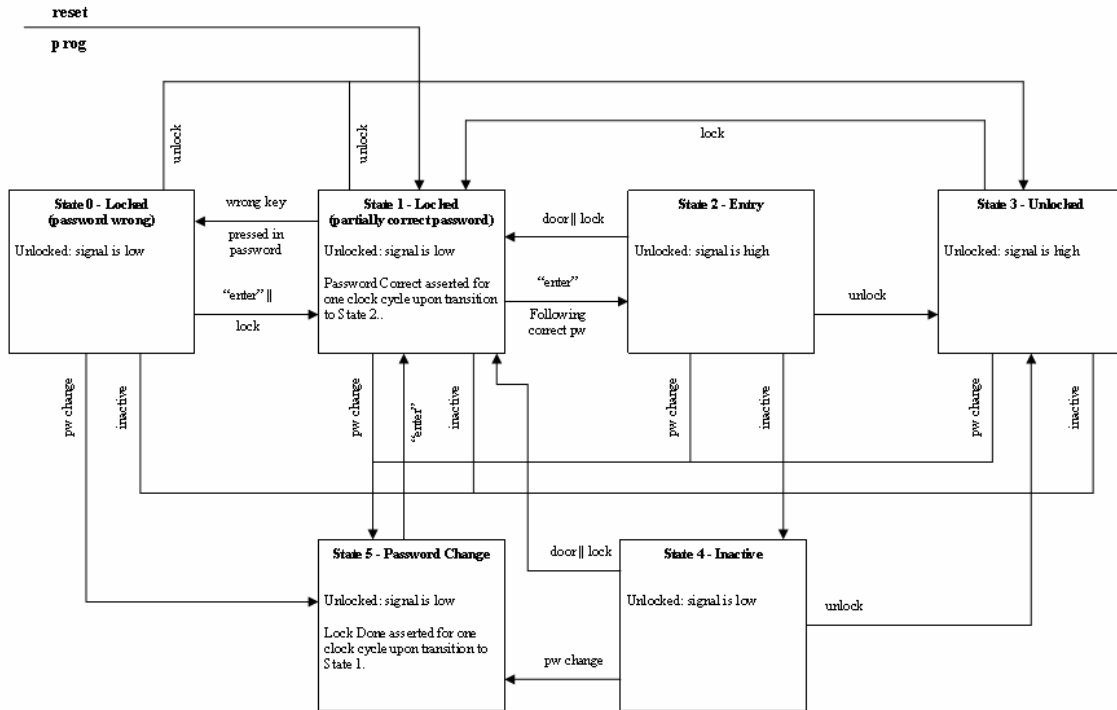 reset
prog
unlock
unlock
lock
State 0 - Locked
(password wrong)
Unlocked: signal is low
wrong key
pressed in
password
"enter" ||
lock
State 1 - Locked
(partially correct password)
Unlocked: signal is low
Password Correct asserted for
one clock cycle upon transition
to State 2..
door || lock
"enter"
Following
correct pw
State 2 - Entry
Unlocked: signal is high
unlock
State 3 - Unlocked
Unlocked: signal is high
pw change
inactive
pw change
"enter"
inactive
pw change
inactive
pw change
inactive
State 5 - Password Change
Unlocked: signal is low
Lock Done asserted for one
clock cycle upon transition to
State 1.
door || lock
pw change
State 4 - Inactive
Unlocked: signal is low
unlock